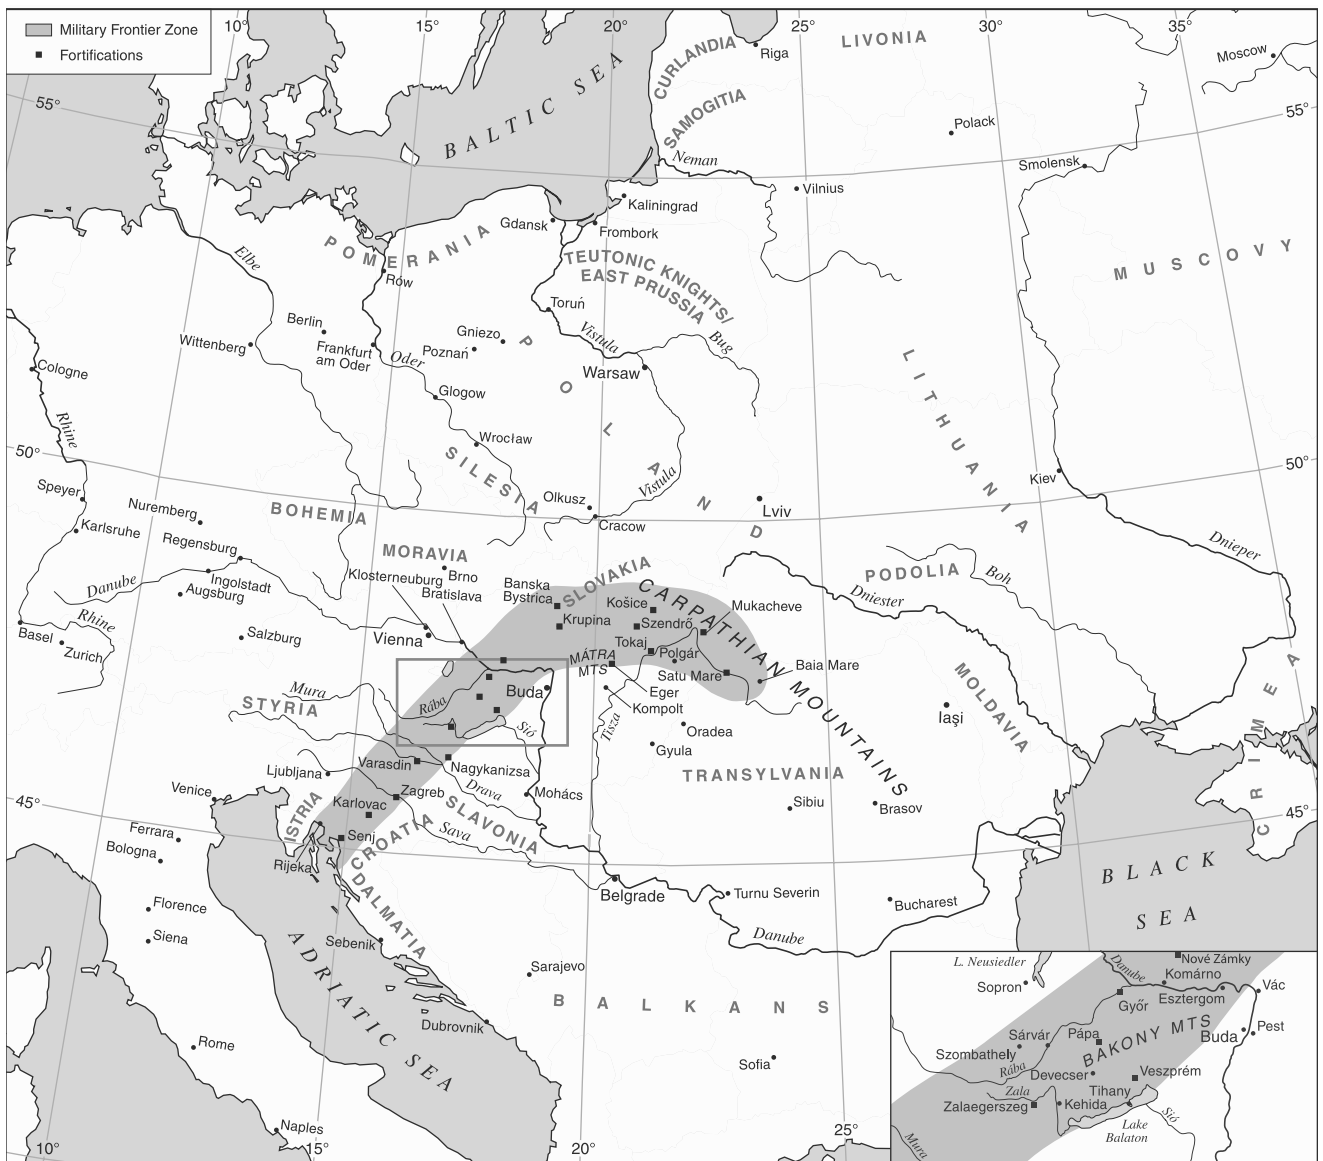 Military Frontier Zone
Fortifications
10°
15°
20°
25°
30°
35°
55°
55°
50°
50°
45°
45°
10°
15°
20°
25°
BALTIC SEA
CURLANDIA
SAMOGITIA
LIVONIA
Riga
Moscow
Polack
Smolensk
Neman
Vilnius
Kaliningrad
Gdansk
Frombork
POMERANIA
TEUTONIC KNIGHTS/
EAST PRUSSIA
MUSCOVY
Elbe
Rów
Toruń
Berlin
Wittenberg
Frankfurt
am Oder
Oder
Gniezo
Poznań
Vistula
Bug
Warsaw
POLAND
LITHUANIA
Cologne
Rhine
Glogow
Wrocław
SILESIA
Vistula
Kiev
Speyer
Nuremberg
BOHEMIA
Olkusz
Cracow
Lviv
Karlsruhe
Regensburg
MORAVIA
Dnieper
Danube
Ingolstadt
Augsburg
Klosterneuburg
Brno
Bratislava
Banska
Bystrica
SLOVAKIA
CARPATHIAN MOUNTAINS
PODOLIA
Boh
Dniester
Rhine
Basel
Zurich
Salzburg
Vienna
Krupina
Košice
Szendrő
Mukacheve
Tokaj
Polgár
MÁTRA
MTS
Satu Mare
Baia Mare
Eger
Kompolt
Buda
Rába
Sió
Mura
STYRIA
Tisza
Oradea
Gyula
Iaşi
MOLDAVIA
CRIMEA
TRANSYLVANIA
Ljubljana
Varasdin
Nagykanizsa
Drava
Mohács
Venice
Zagreb
Karlovac
SLAVONIA
Sava
Sibiu
Brasov
ISTRIA
Senj
CROATIA
Rijeka
Ferrara
Bologna
DALMATIA
Belgrade
Turnu Severin
Bucharest
Danube
BLACK
SEA
Florence
Siena
Sebenik
ADRIATIC SEA
Sarajevo
BALKANS
Dubrovnik
Rome
Sofia
Naples
L. Neusiedler
Sopron
Danube
Nové Zámky
Komárno
Győr
Esztergom
Vác
Sárvár
Pápa
BAKONY MTS
Buda
Pest
Szombathely
Rába
Devecser
Veszprém
Zala
Tihany
Zalaegerszeg
Kehida
Sió
Lake
Balaton
Mura